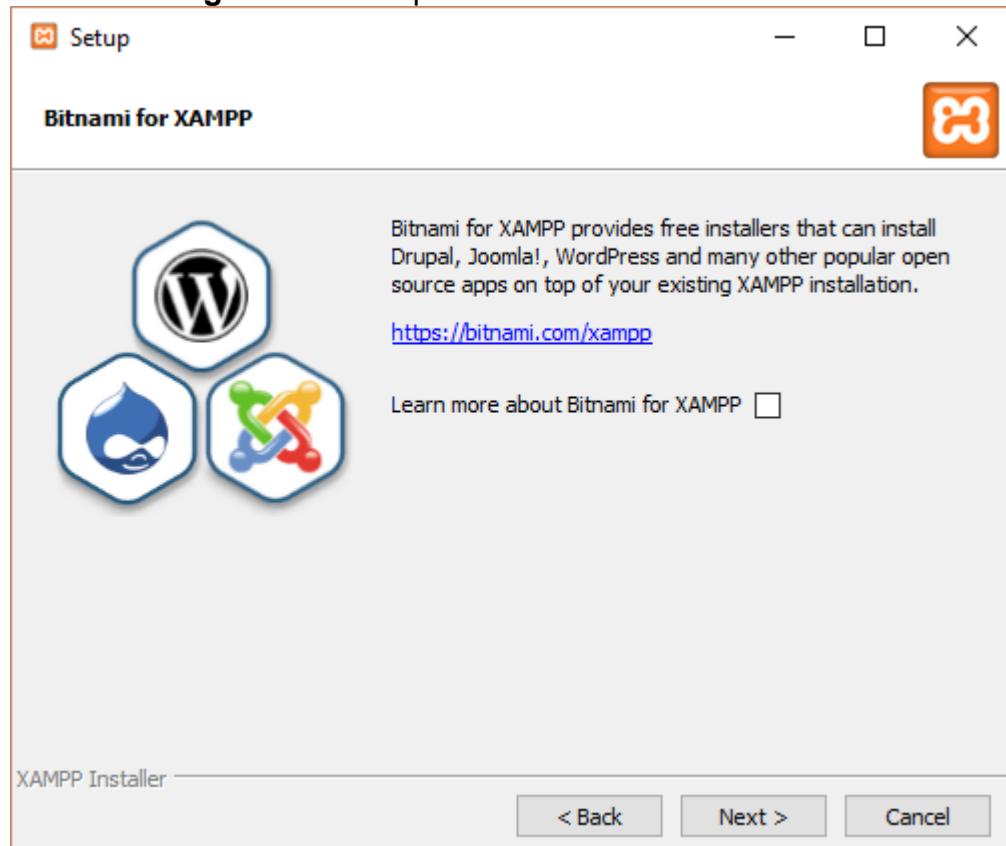 Setup
Bitnami for XAMPP
Bitnami for XAMPP provides free installers that can install
Drupal, Joomla!, WordPress and many other popular open
source apps on top of your existing XAMPP installation.
https://bitnami.com/xampp
Learn more about Bitnami for XAMPP
XAMPP Installer
< Back
Next >
Cancel